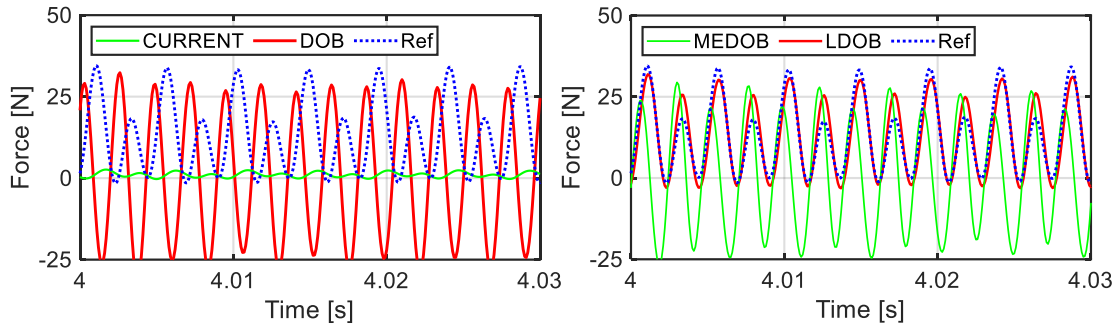 50
CURRENT DOB Ref
25
0
-25
Force [N]
4 4.01 4.02 4.03
Time [s]
50
MEDOB LDOB Ref
25
0
-25
Force [N]
4 4.01 4.02 4.03
Time [s]